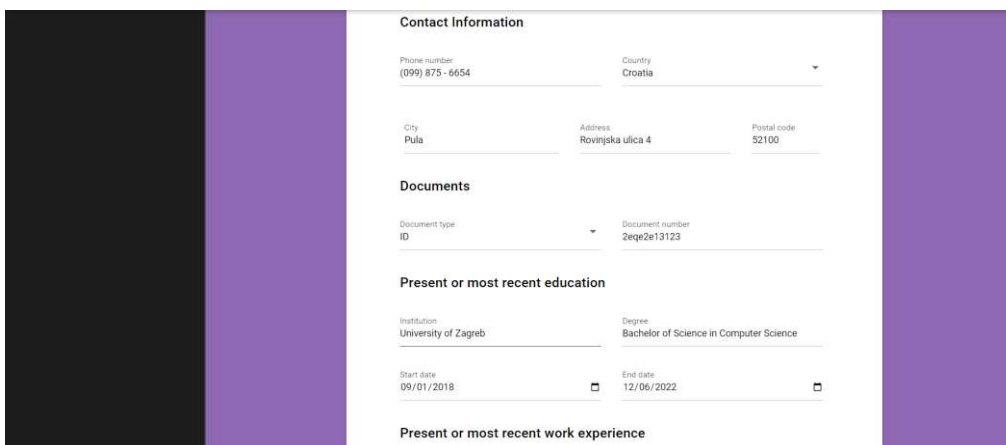 Contact Information
Phone number Country
(099) 875 - 6654 Croatia
City Address Postal code
Pula Rovinjska ulica 4 52100
Documents
Document type Document number
ID 2eqe2e13123
Present or most recent education
Institution Degree
University of Zagreb Bachelor of Science in Computer Science
Start date End date
09/01/2018 12/06/2022
Present or most recent work experience